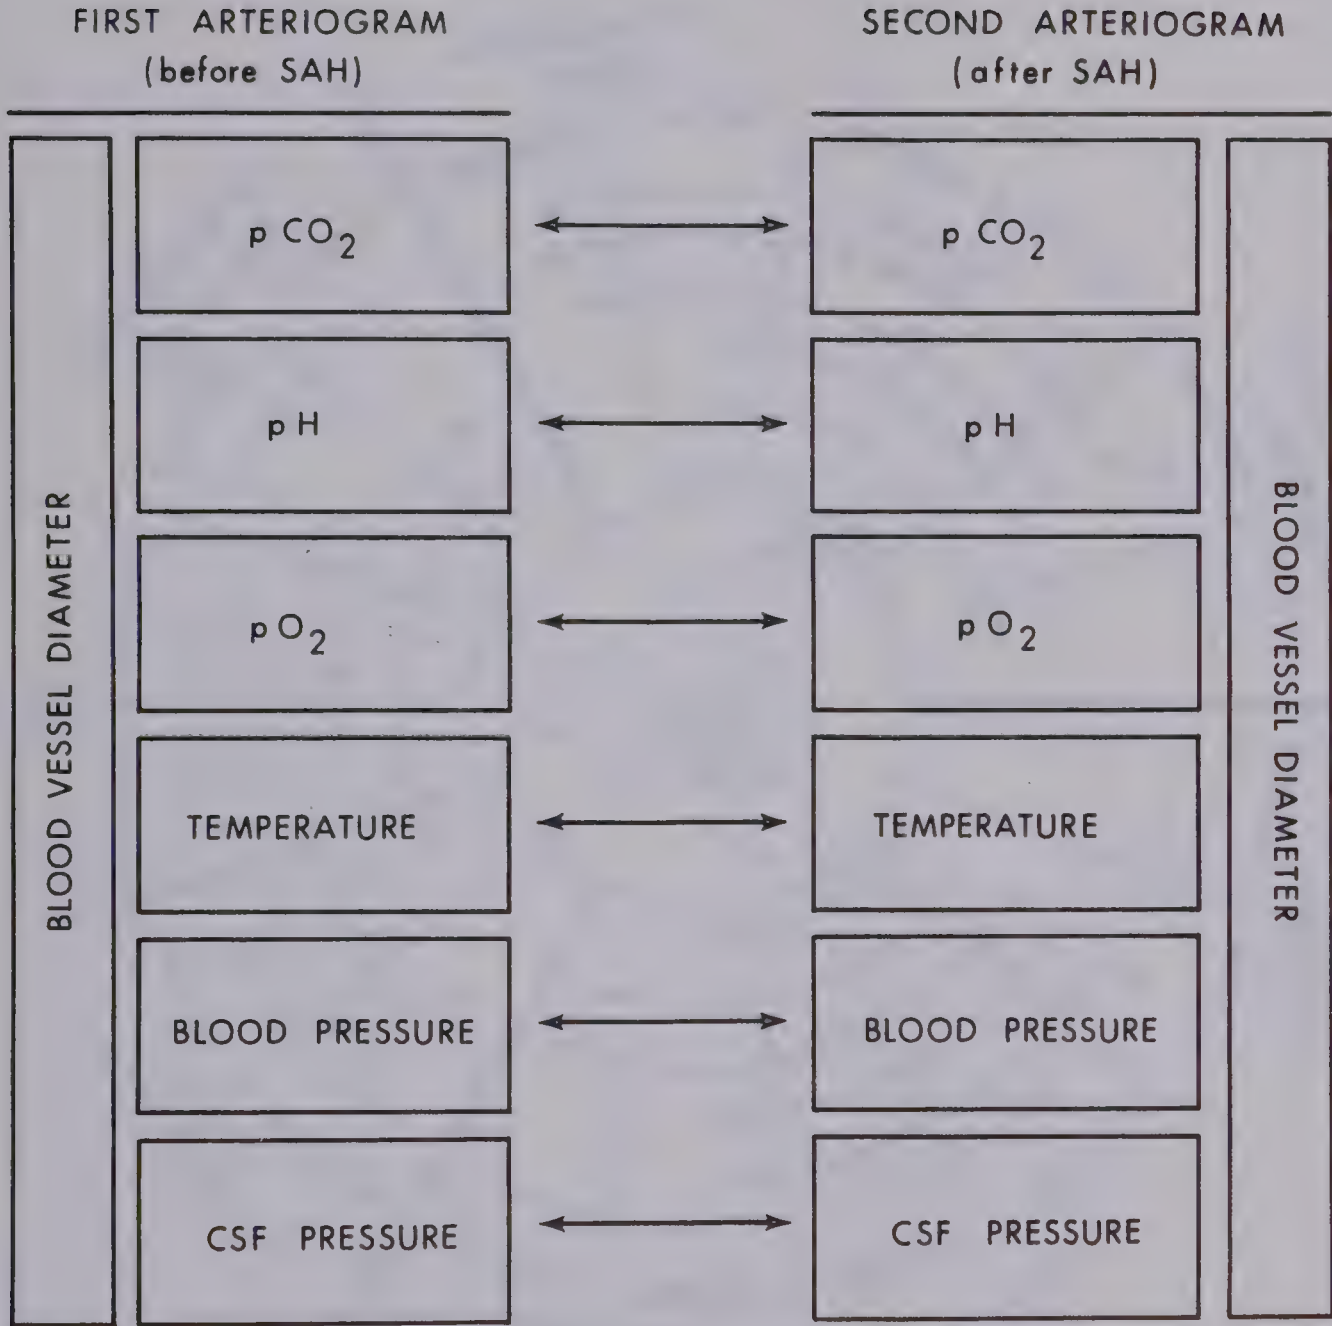 FIRST ARTERIOGRAM
(before SAH)
SECOND ARTERIOGRAM
(after SAH)
BLOOD VESSEL DIAMETER
p CO2
p CO2
p H
p H
p O2
p O2
TEMPERATURE
TEMPERATURE
BLOOD PRESSURE
BLOOD PRESSURE
CSF PRESSURE
CSF PRESSURE
BLOOD VESSEL DIAMETER